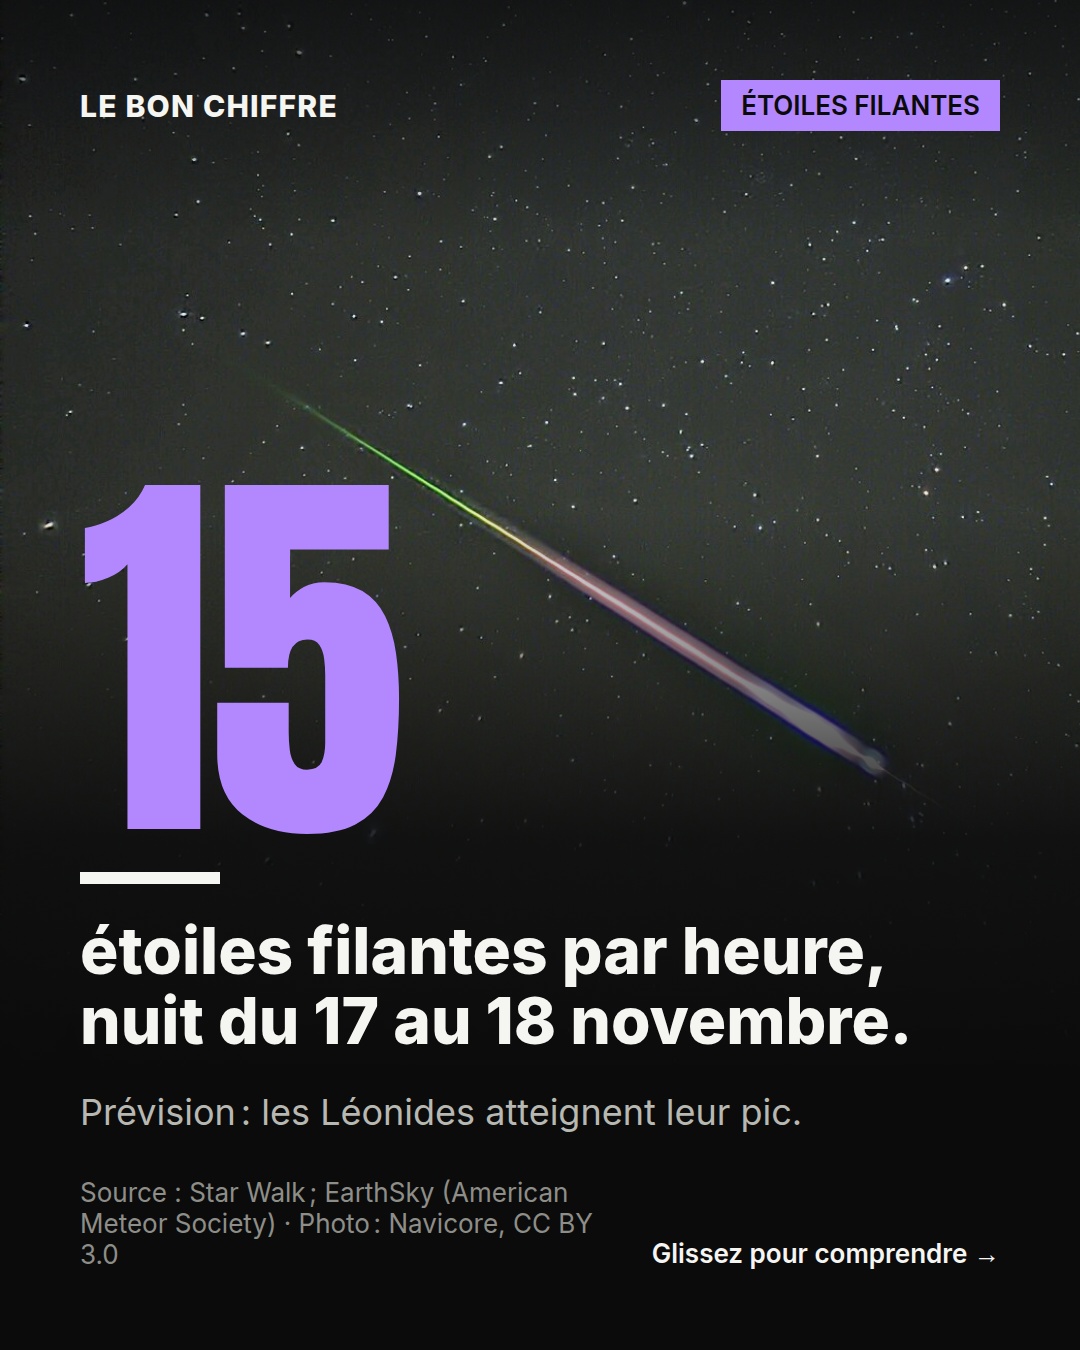 LE BON CHIFFRE
ÉTOILES FILANTES
15
étoiles filantes par heure,
nuit du 17 au 18 novembre.
Prévision : les Léonides atteignent leur pic.
Source : Star Walk ; EarthSky (American
Meteor Society) · Photo : Navicore, CC BY
3.0
Glissez pour comprendre →